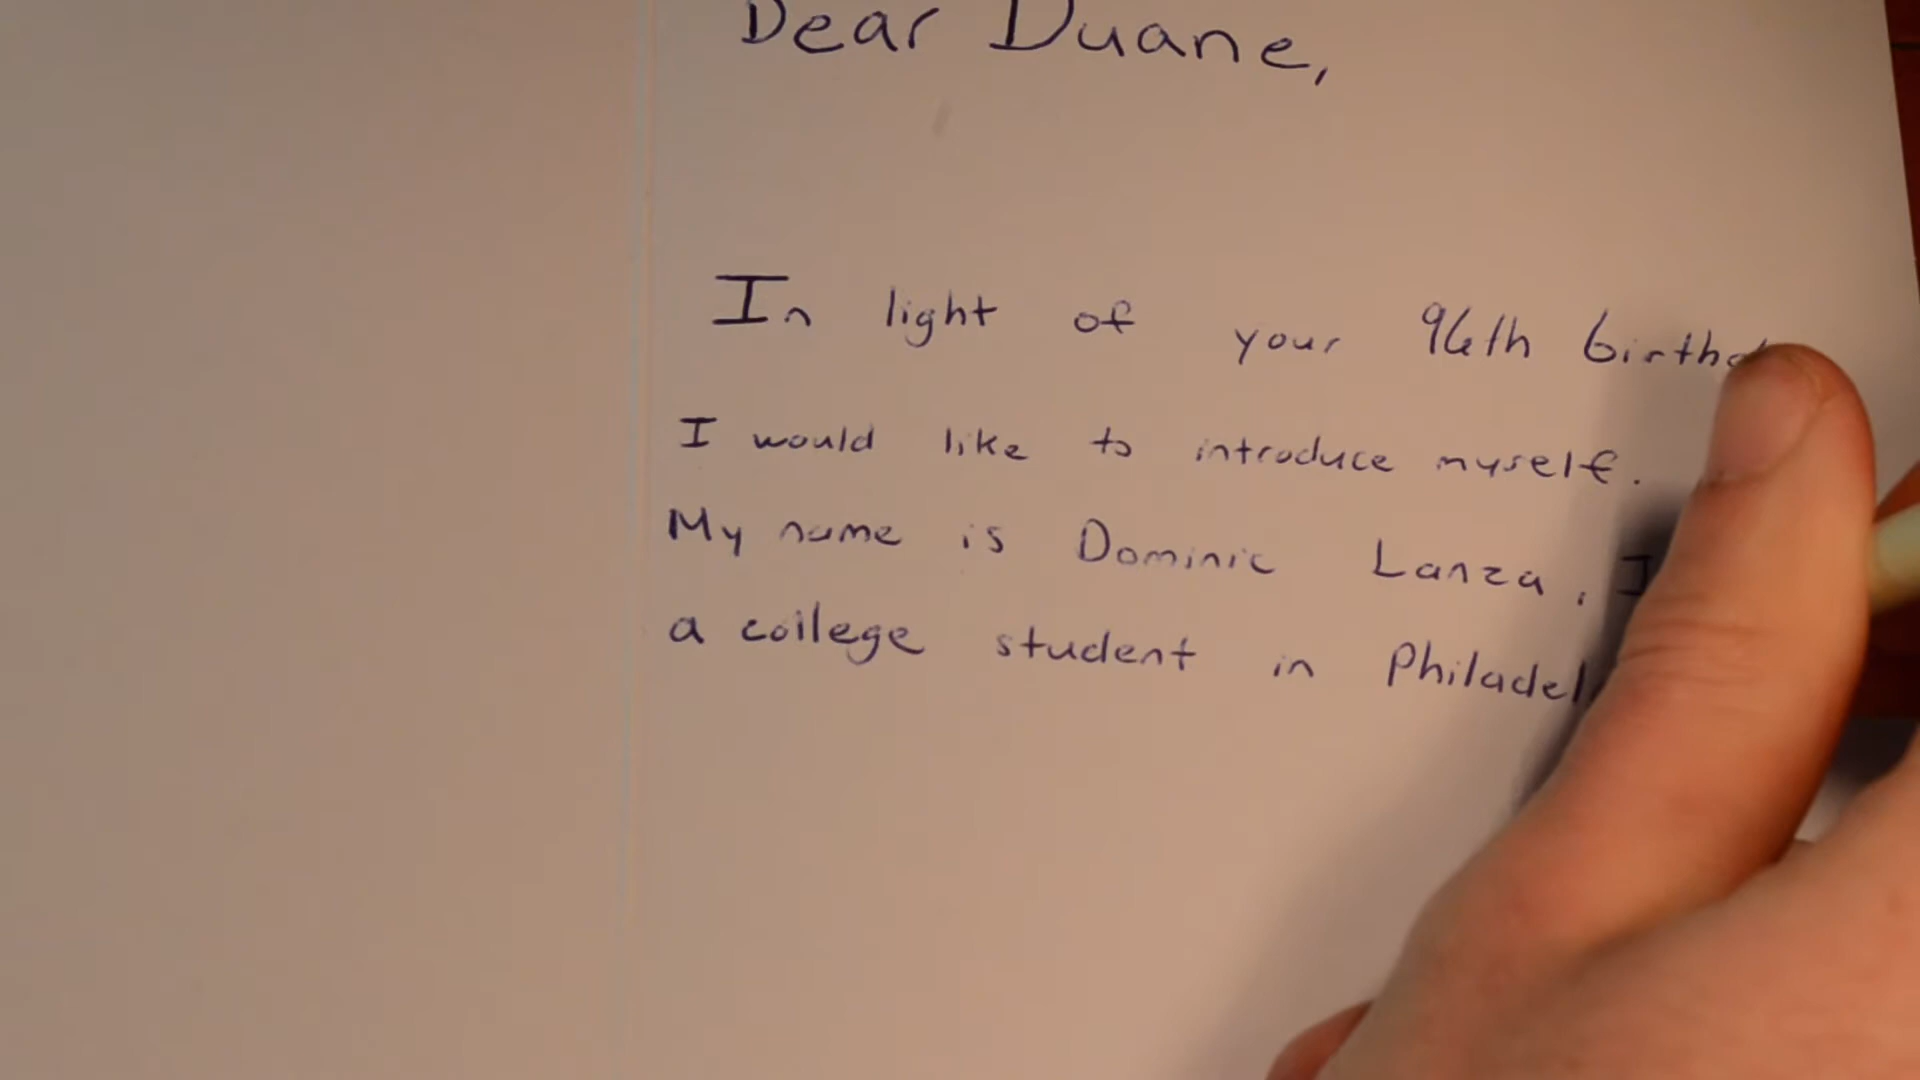 Dear Duane,
In light of your 96th birthda
I would like to introduce myself.
My name is Dominic Lanza, I
a college student in Philadel